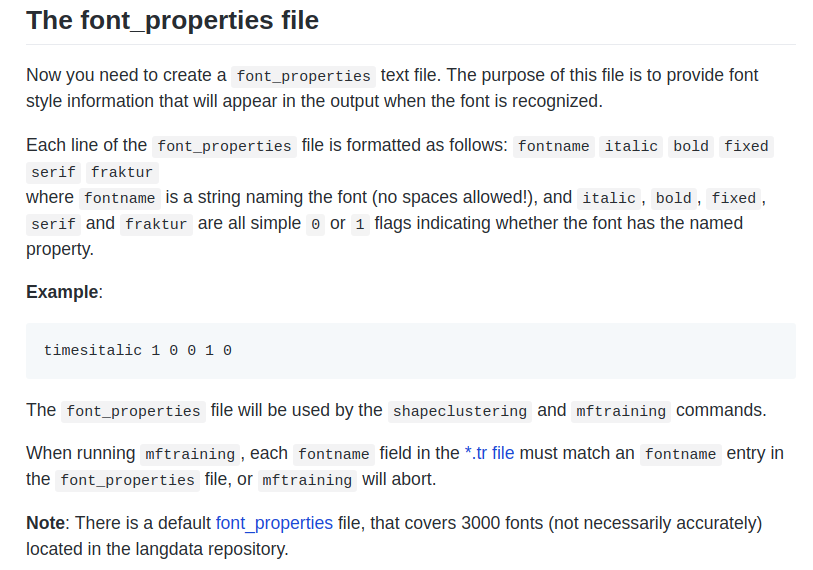 The font_properties file
Now you need to create a font_properties text file. The purpose of this file is to provide font
style information that will appear in the output when the font is recognized.
Each line of the font_properties file is formatted as follows: fontname italic bold fixed
serif fraktur
where fontname is a string naming the font (no spaces allowed!), and italic, bold, fixed,
serif and fraktur are all simple 0 or 1 flags indicating whether the font has the named
property.
Example:
timesitalic 1 0 0 1 0
The font_properties file will be used by the shapeclustering and mftraining commands.
When running mftraining, each fontname field in the *.tr file must match an fontname entry in
the font_properties file, or mftraining will abort.
Note: There is a default font_properties file, that covers 3000 fonts (not necessarily accurately)
located in the langdata repository.